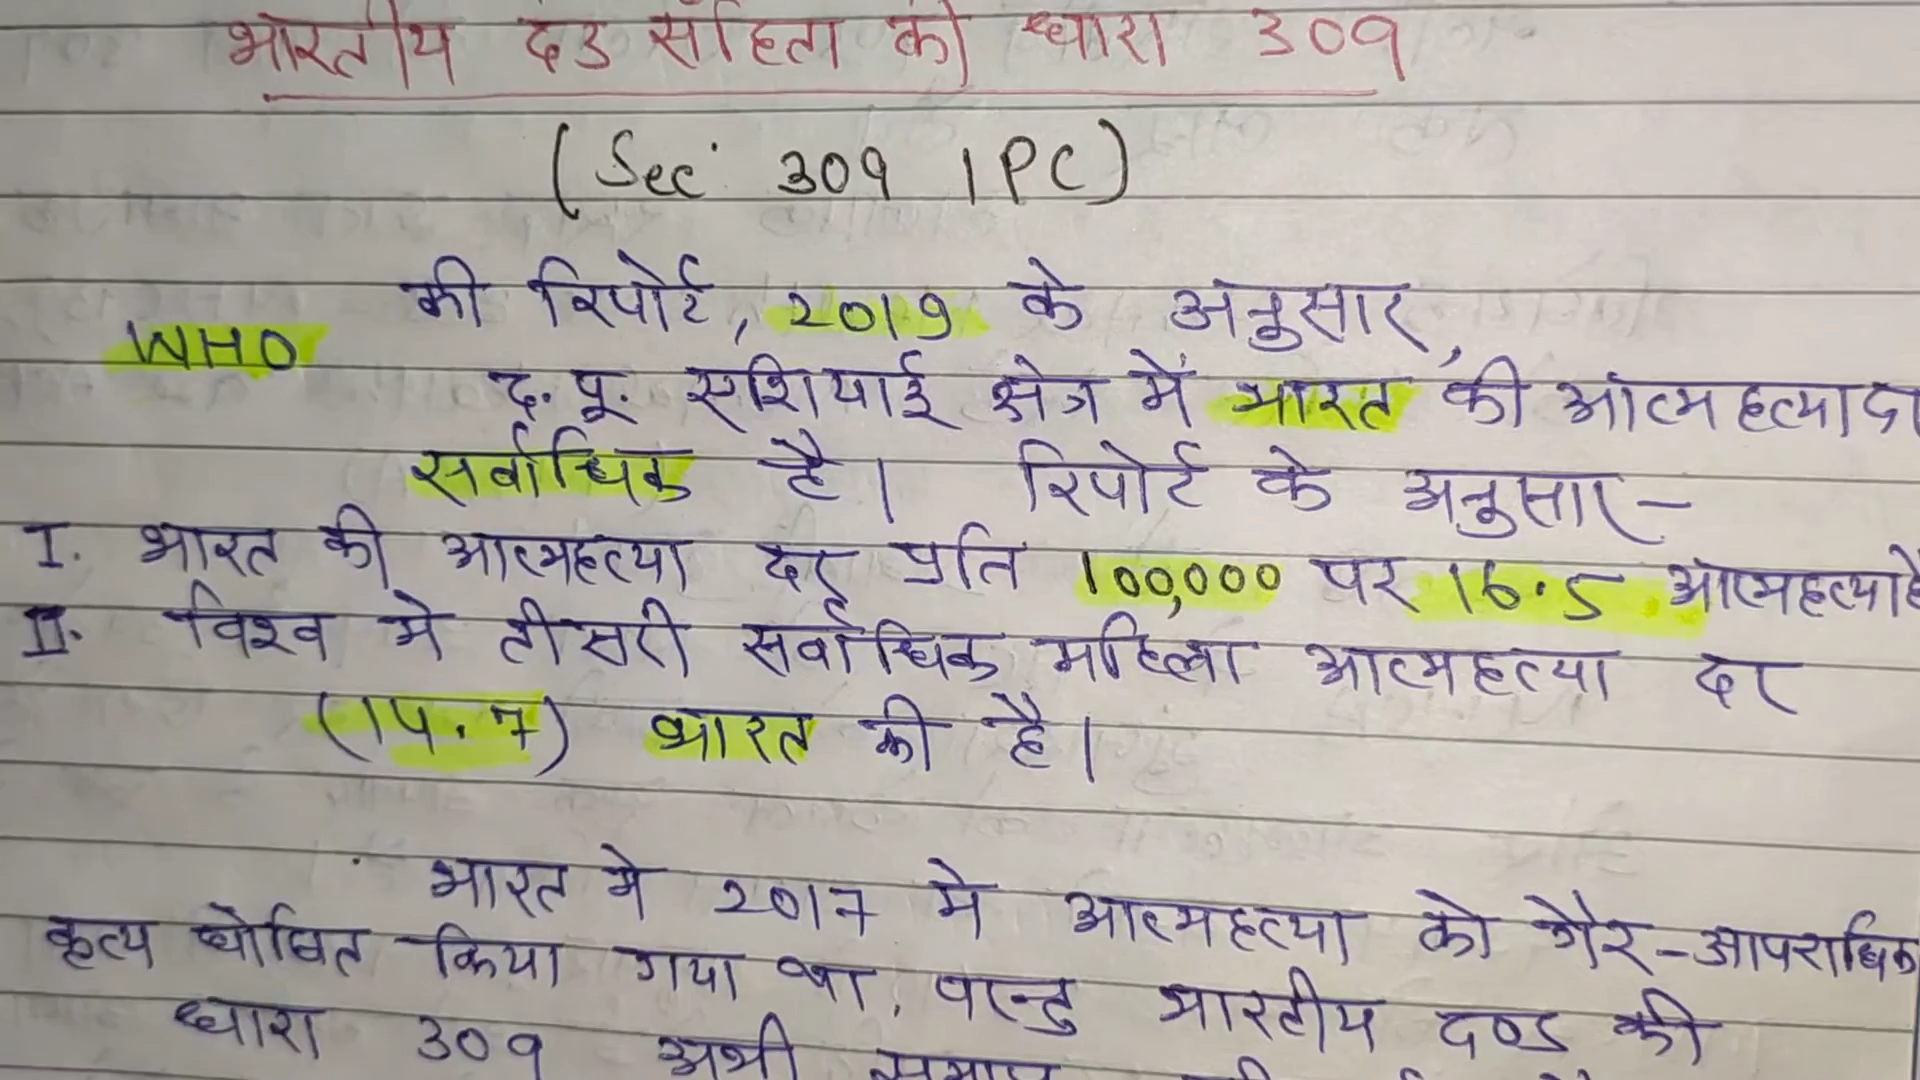 भारतीय दंड संहिता की धारा 309
(Sec. 309 IPC)
WHO की रिपोर्ट, 2019 के अनुसार,
द. पू. एशियाई क्षेत्र में भारत की आत्महत्या
सर्वाधिक है। रिपोर्ट के अनुसार-
I. भारत की आत्महत्या दर प्रति 100,000 पर 16.5 आत्महत्या है
II. विश्व मे तीसरी सर्वाधिक महिला आत्महत्या दर
(14.7) भारत की है।
भारत मे 2017 मे आत्महत्या को गैर-आपराधिक
कृत्य घोषित किया गया था, परन्तु भारतीय दण्ड की
धारा 309 अभी